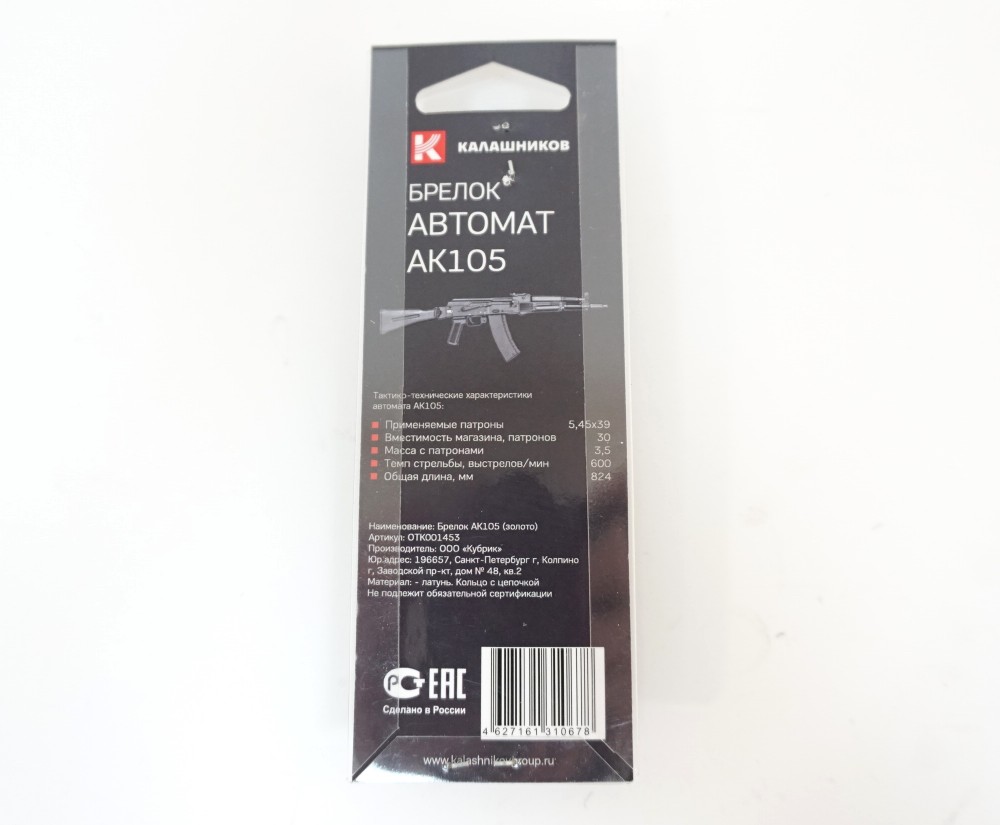 КАЛАШНИКОВ
БРЕЛОК
АВТОМАТ
АК105
Тактико-технические характеристики
автомата АК105:
Применяемые патроны 5,45х39
Вместимость магазина, патронов 30
Масса с патронами 3,5
Темп стрельбы, выстрелов/мин 600
Общая длина, мм 824
Наименование: Брелок АК105 (золото)
Артикул: ОТК001453
Производитель: ООО «Кубрик»
Юр.адрес: 196657, Санкт-Петербург г, Колпино
г, Заводской пр-кт, дом № 48, кв.2
Материал: - латунь. Кольцо с цепочкой
Не подлежит обязательной сертификации
РСТ ЕАС
Сделано в России
4 627161 310678
www.kalashnikovgroup.ru